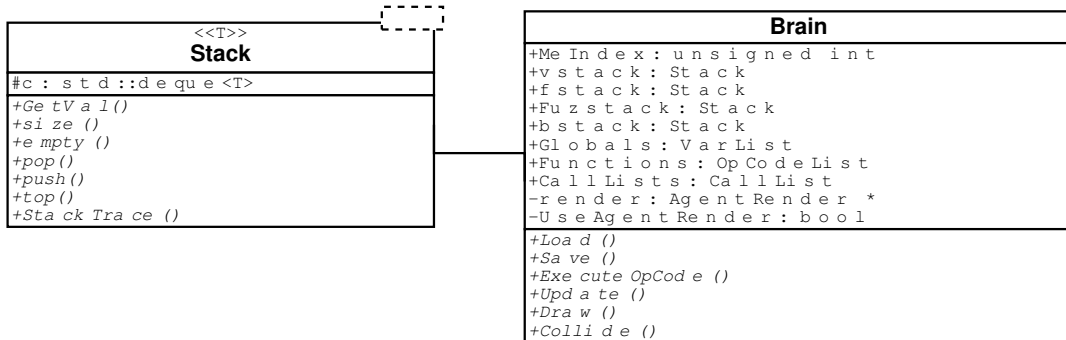 <<T>>
Stack
#c: std::deque<T>
+GetVal()
+size()
+empty()
+pop()
+push()
+top()
+StackTrace()
Brain
+MeIndex: unsigned int
+vstack: Stack
+fstack: Stack
+Fuzstack: Stack
+bstack: Stack
+Globals: VarList
+Functions: OpCodeList
+CallLists: CallList
-render: AgentRender *
-UseAgentRender: bool
+Load()
+Save()
+ExecuteOpCode()
+Update()
+Draw()
+Collide()